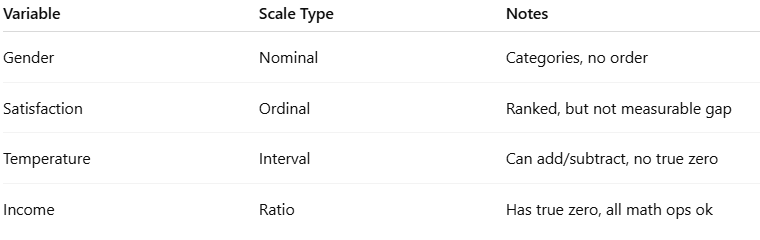 Variable Scale Type Notes
Gender Nominal Categories, no order
Satisfaction Ordinal Ranked, but not measurable gap
Temperature Interval Can add/subtract, no true zero
Income Ratio Has true zero, all math ops ok